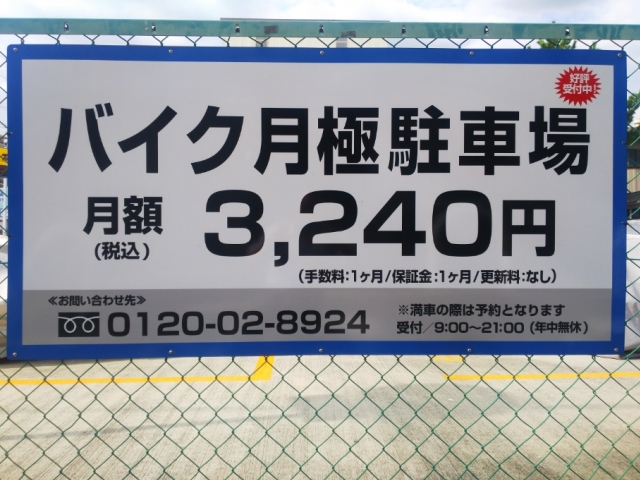 好評
受付中!
バイク月極駐車場
月額
(税込)
3,240円
(手数料:1ヶ月/保証金:1ヶ月/更新料:なし)
≪お問い合わせ先≫
0120-02-8924
※満車の際は予約となります
受付/9:00〜21:00 (年中無休)